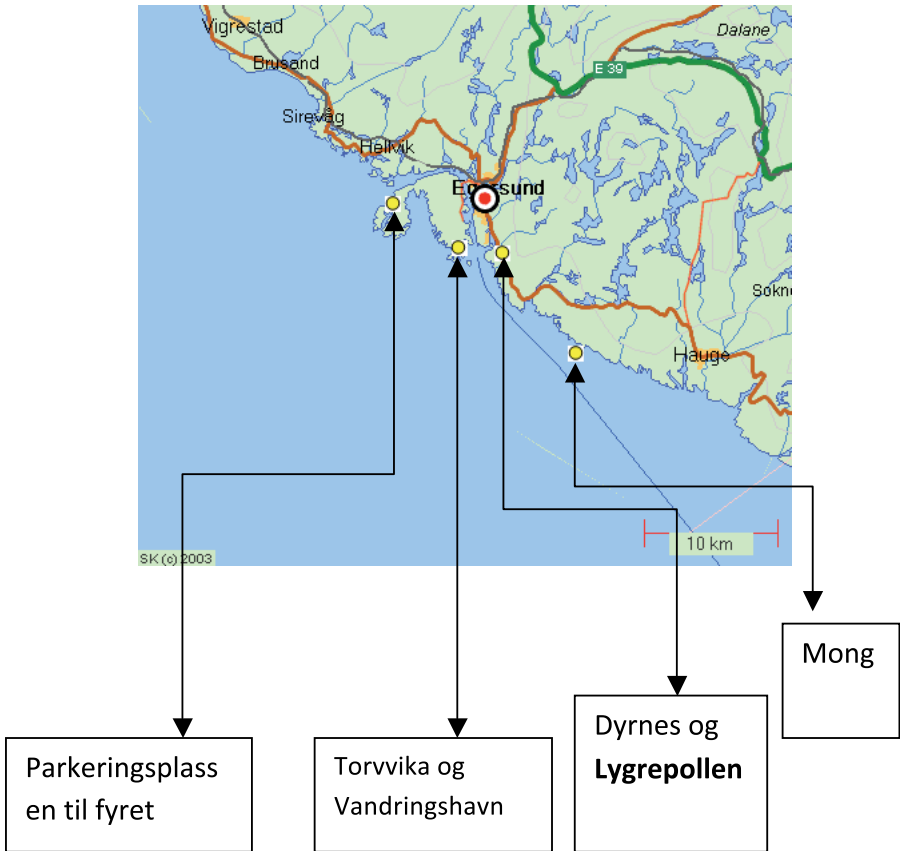 Vigrestad
Dalane
Brusand
E 39
Sirevåg
Hellvik
Egersund
Hauge
10 km
SK (c) 2003
Mong
Dyrnes og
Lygrepollen
Parkeringsplass
en til fyret
Torvvika og
Vandringshavn